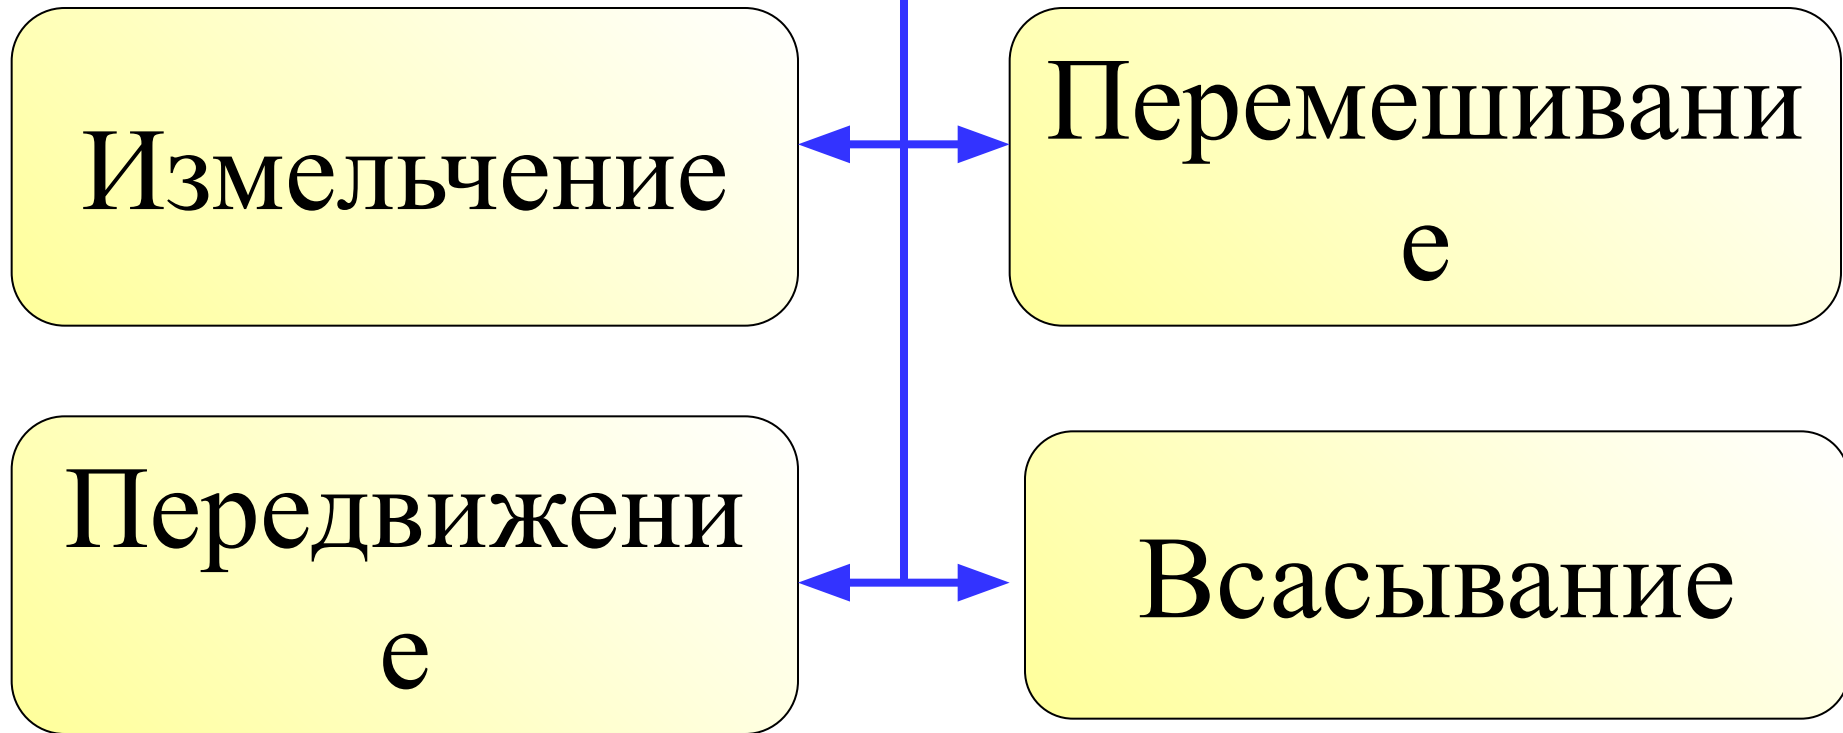 Измельчение
Перемешивани
е
Передвижени
е
Всасывание